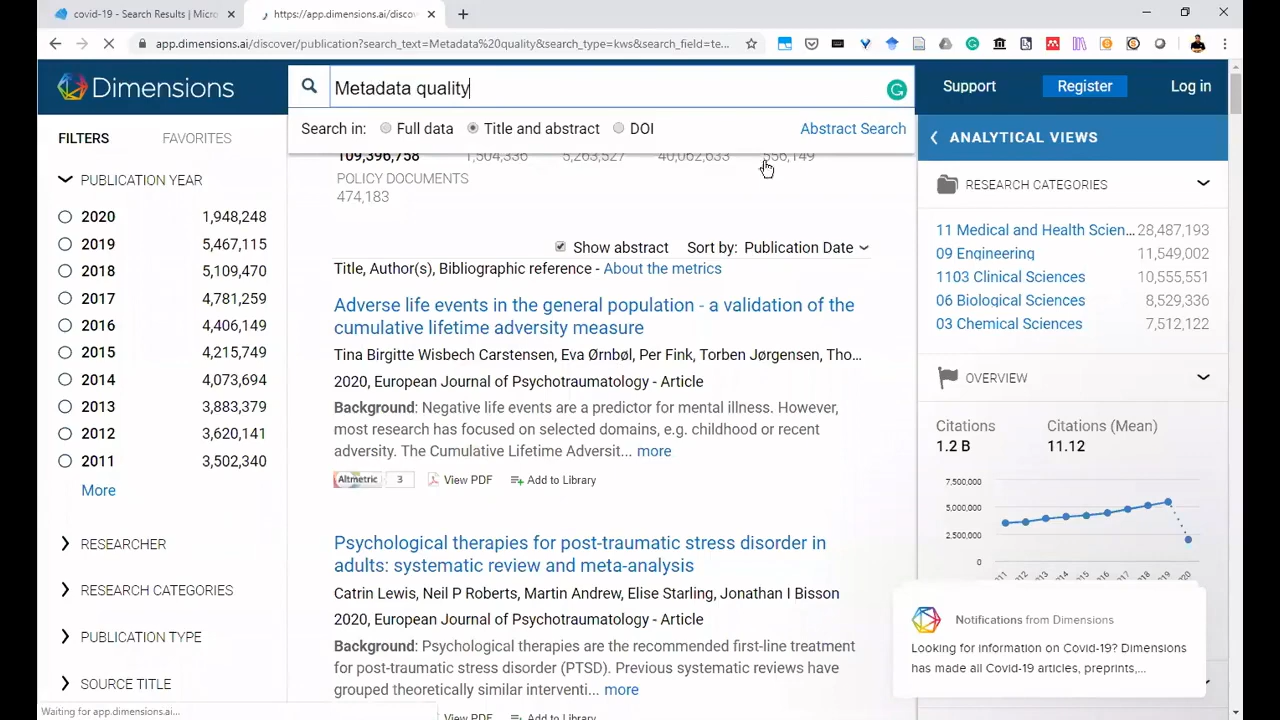 covid-19 - Search Results | Micro
https://app.dimensions.ai/discov
app.dimensions.ai/discover/publication?search_text=Metadata%20quality&search_type=kws&search_field=te...
Dimensions
Metadata quality
Support
Register
Log in
Search in:
Full data
Title and abstract
DOI
Abstract Search
FILTERS
FAVORITES
PUBLICATION YEAR
2020 1,948,248
2019 5,467,115
2018 5,109,470
2017 4,781,259
2016 4,406,149
2015 4,215,749
2014 4,073,694
2013 3,883,379
2012 3,620,141
2011 3,502,340
More
RESEARCHER
RESEARCH CATEGORIES
PUBLICATION TYPE
SOURCE TITLE
Waiting for app.dimensions.ai...
109,396,758 1,504,336 5,263,527 40,062,633 556,149
POLICY DOCUMENTS
474,183
Show abstract Sort by: Publication Date
Title, Author(s), Bibliographic reference - About the metrics
Adverse life events in the general population - a validation of the
cumulative lifetime adversity measure
Tina Birgitte Wisbech Carstensen, Eva Ørnbøl, Per Fink, Torben Jørgensen, Tho...
2020, European Journal of Psychotraumatology - Article
Background: Negative life events are a predictor for mental illness. However,
most research has focused on selected domains, e.g. childhood or recent
adversity. The Cumulative Lifetime Adversit... more
Altmetric 3 View PDF Add to Library
Psychological therapies for post-traumatic stress disorder in
adults: systematic review and meta-analysis
Catrin Lewis, Neil P Roberts, Martin Andrew, Elise Starling, Jonathan I Bisson
2020, European Journal of Psychotraumatology - Article
Background: Psychological therapies are the recommended first-line treatment
for post-traumatic stress disorder (PTSD). Previous systematic reviews have
grouped theoretically similar interventi... more
View PDF Add to Library
ANALYTICAL VIEWS
RESEARCH CATEGORIES
11 Medical and Health Scien... 28,487,193
09 Engineering 11,549,002
1103 Clinical Sciences 10,555,551
06 Biological Sciences 8,529,336
03 Chemical Sciences 7,512,122
OVERVIEW
Citations Citations (Mean)
1.2 B 11.12
7,500,000
5,000,000
2,500,000
0
Notifications from Dimensions
Looking for information on Covid-19? Dimensions
has made all Covid-19 articles, preprints,...